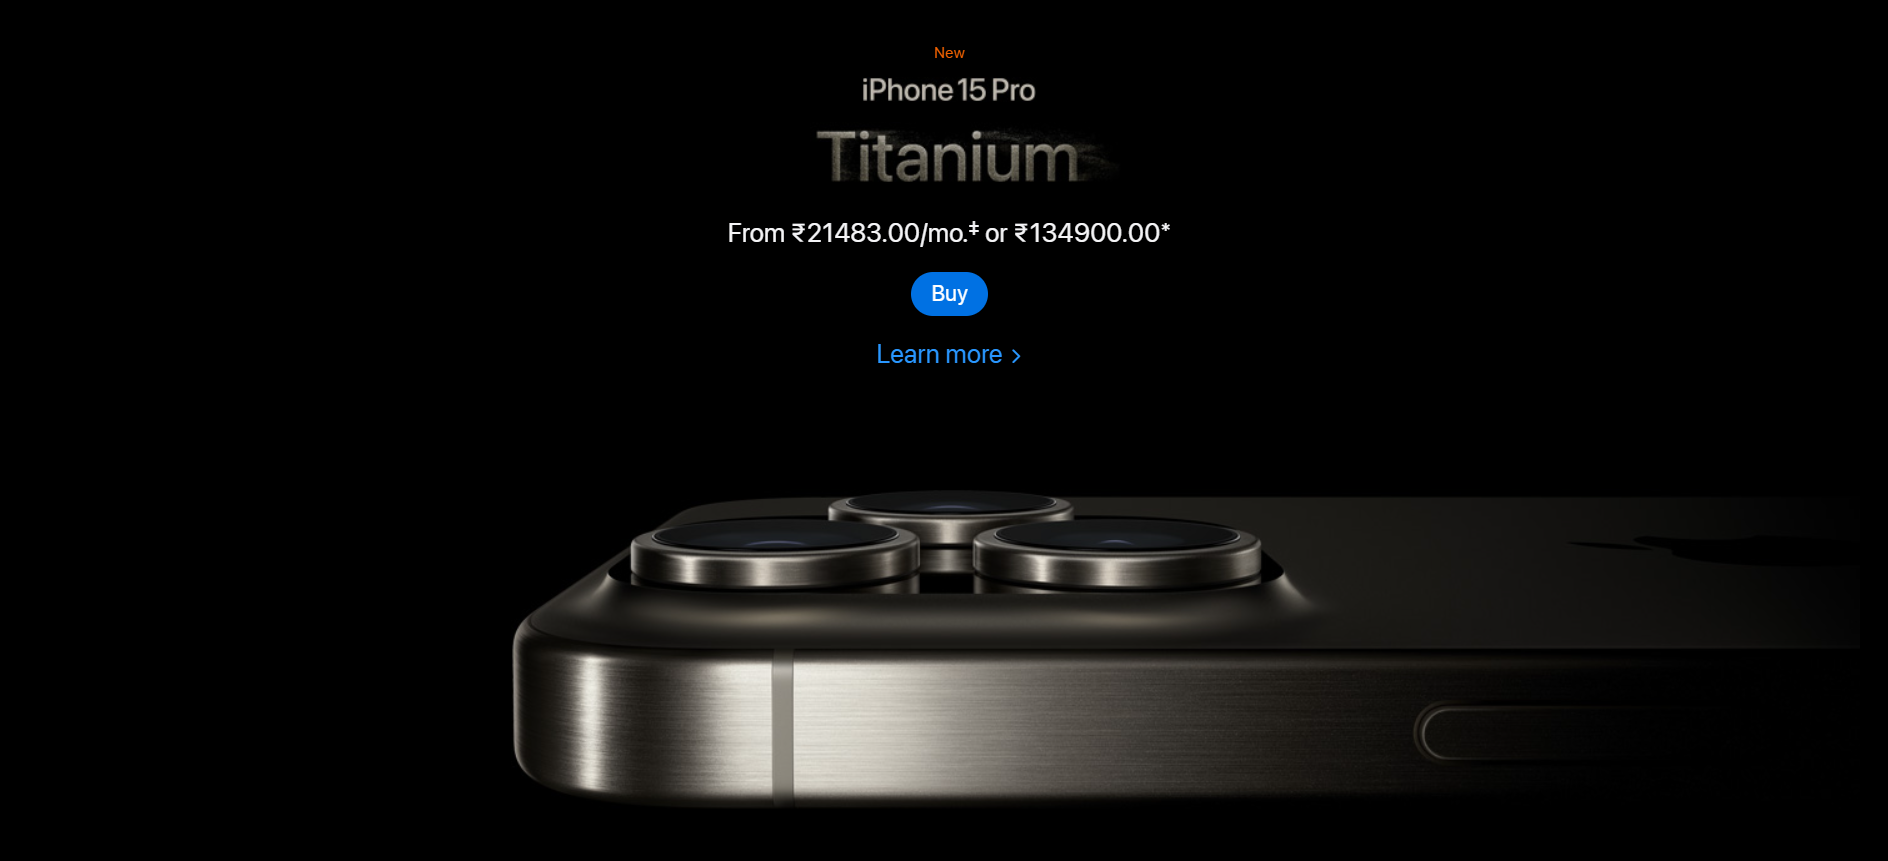 New
iPhone 15 Pro
Titanium
From ₹21483.00/mo.‡ or ₹134900.00*
Buy
Learn more >